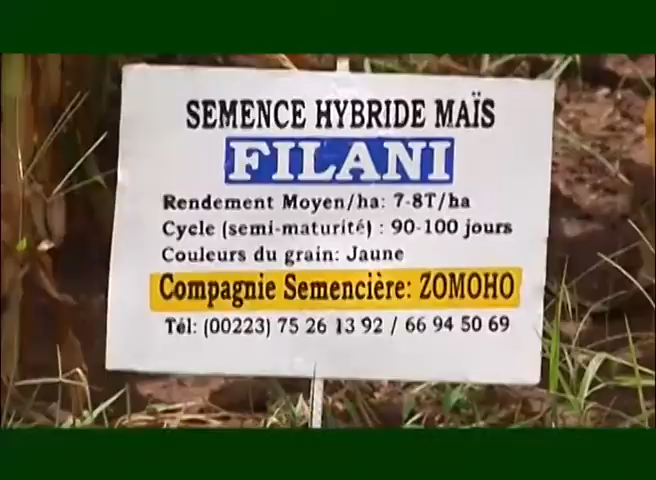 SEMENCE HYBRIDE MAÏS
FILANI
Rendement Moyen/ha: 7-8T/ha
Cycle (semi-maturité) : 90-100 jours
Couleurs du grain: Jaune
Compagnie Semencière: ZOMOHO
Tél: (00223) 75 26 13 92 / 66 94 50 69